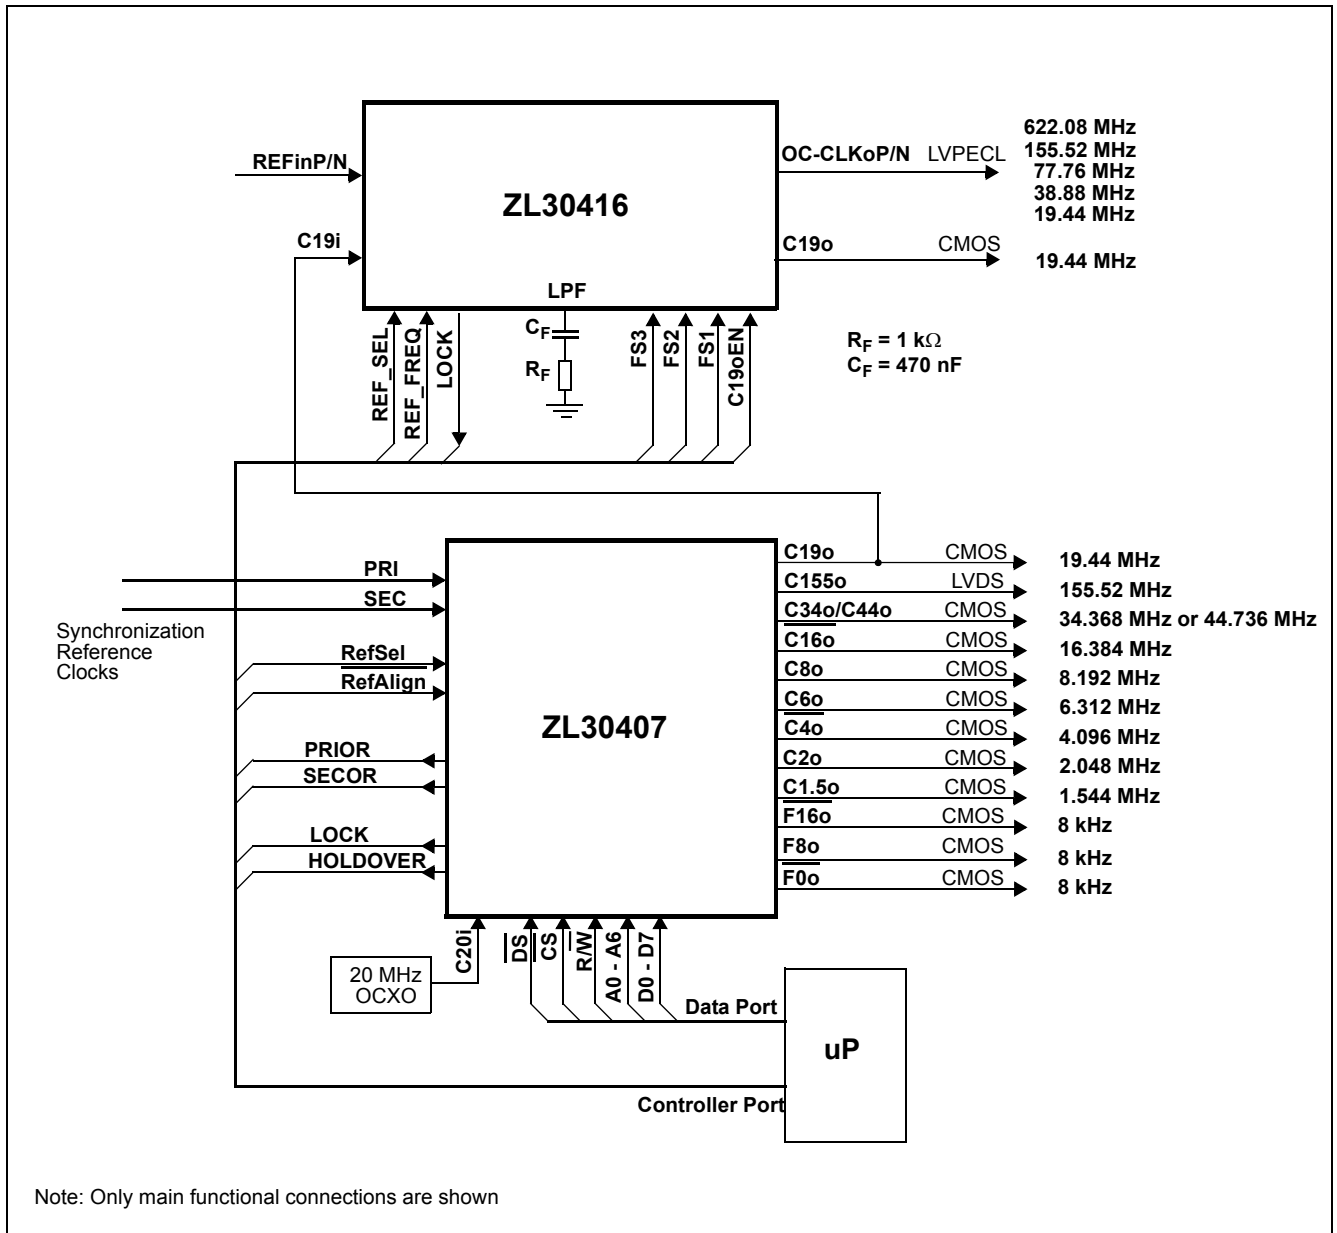 622.08 MHz
OC-CLKoP/N LVPECL 155.52 MHz
REFinP/N
77.76 MHz
38.88 MHz
ZL30416
19.44 MHz
C19i
C19o CMOS
19.44 MHz
LPF
REF_SEL
REF_FREQ
LOCK
CF
RF
FS3
FS2
FS1
C19oEN
RF = 1 kΩ
CF = 470 nF
PRI
SEC
Synchronization
Reference
Clocks
RefSel
RefAlign
PRIOR
SECOR
LOCK
HOLDOVER
ZL30407
C19o CMOS 19.44 MHz
C155o LVDS 155.52 MHz
C34o/C44o CMOS 34.368 MHz or 44.736 MHz
C16o CMOS 16.384 MHz
C8o CMOS 8.192 MHz
C6o CMOS 6.312 MHz
C4o CMOS 4.096 MHz
C2o CMOS 2.048 MHz
C1.5o CMOS 1.544 MHz
F16o CMOS 8 kHz
F8o CMOS 8 kHz
F0o CMOS 8 kHz
C20i
DS
CS
R/W
A0 - A6
D0 - D7
20 MHz
OCXO
Data Port
uP
Controller Port
Note: Only main functional connections are shown